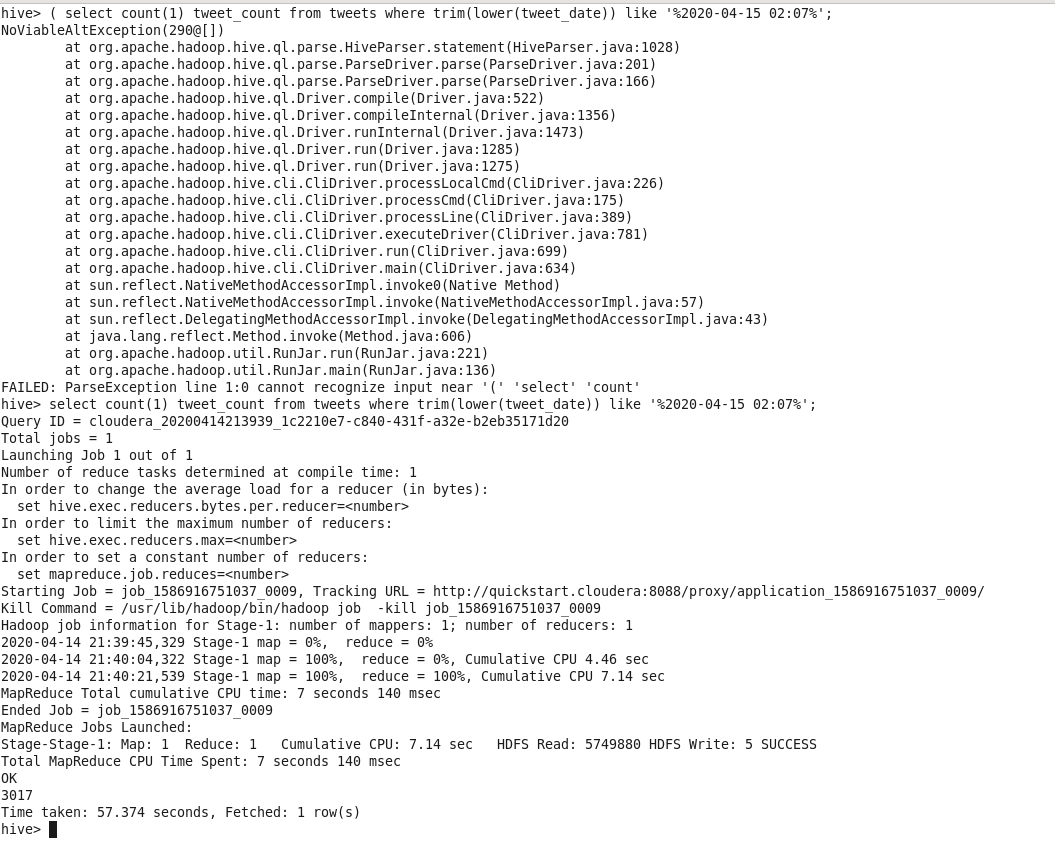 hive> ( select count(1) tweet_count from tweets where trim(lower(tweet_date)) like '%2020-04-15 02:07%';
NoViableAltException(290@[])
        at org.apache.hadoop.hive.ql.parse.HiveParser.statement(HiveParser.java:1028)
        at org.apache.hadoop.hive.ql.parse.ParseDriver.parse(ParseDriver.java:201)
        at org.apache.hadoop.hive.ql.parse.ParseDriver.parse(ParseDriver.java:166)
        at org.apache.hadoop.hive.ql.Driver.compile(Driver.java:522)
        at org.apache.hadoop.hive.ql.Driver.compileInternal(Driver.java:1356)
        at org.apache.hadoop.hive.ql.Driver.runInternal(Driver.java:1473)
        at org.apache.hadoop.hive.ql.Driver.run(Driver.java:1285)
        at org.apache.hadoop.hive.ql.Driver.run(Driver.java:1275)
        at org.apache.hadoop.hive.cli.CliDriver.processLocalCmd(CliDriver.java:226)
        at org.apache.hadoop.hive.cli.CliDriver.processCmd(CliDriver.java:175)
        at org.apache.hadoop.hive.cli.CliDriver.processLine(CliDriver.java:389)
        at org.apache.hadoop.hive.cli.CliDriver.executeDriver(CliDriver.java:781)
        at org.apache.hadoop.hive.cli.CliDriver.run(CliDriver.java:699)
        at org.apache.hadoop.hive.cli.CliDriver.main(CliDriver.java:634)
        at sun.reflect.NativeMethodAccessorImpl.invoke0(Native Method)
        at sun.reflect.NativeMethodAccessorImpl.invoke(NativeMethodAccessorImpl.java:57)
        at sun.reflect.DelegatingMethodAccessorImpl.invoke(DelegatingMethodAccessorImpl.java:43)
        at java.lang.reflect.Method.invoke(Method.java:606)
        at org.apache.hadoop.util.RunJar.run(RunJar.java:221)
        at org.apache.hadoop.util.RunJar.main(RunJar.java:136)
FAILED: ParseException line 1:0 cannot recognize input near '(' 'select' 'count'
hive> select count(1) tweet_count from tweets where trim(lower(tweet_date)) like '%2020-04-15 02:07%';
Query ID = cloudera_20200414213939_1c2210e7-c840-431f-a32e-b2eb35171d20
Total jobs = 1
Launching Job 1 out of 1
Number of reduce tasks determined at compile time: 1
In order to change the average load for a reducer (in bytes):
  set hive.exec.reducers.bytes.per.reducer=<number>
In order to limit the maximum number of reducers:
  set hive.exec.reducers.max=<number>
In order to set a constant number of reducers:
  set mapreduce.job.reduces=<number>
Starting Job = job_1586916751037_0009, Tracking URL = http://quickstart.cloudera:8088/proxy/application_1586916751037_0009/
Kill Command = /usr/lib/hadoop/bin/hadoop job  -kill job_1586916751037_0009
Hadoop job information for Stage-1: number of mappers: 1; number of reducers: 1
2020-04-14 21:39:45,329 Stage-1 map = 0%,  reduce = 0%
2020-04-14 21:40:04,322 Stage-1 map = 100%,  reduce = 0%, Cumulative CPU 4.46 sec
2020-04-14 21:40:21,539 Stage-1 map = 100%,  reduce = 100%, Cumulative CPU 7.14 sec
MapReduce Total cumulative CPU time: 7 seconds 140 msec
Ended Job = job_1586916751037_0009
MapReduce Jobs Launched:
Stage-Stage-1: Map: 1  Reduce: 1   Cumulative CPU: 7.14 sec   HDFS Read: 5749880 HDFS Write: 5 SUCCESS
Total MapReduce CPU Time Spent: 7 seconds 140 msec
OK
3017
Time taken: 57.374 seconds, Fetched: 1 row(s)
hive>